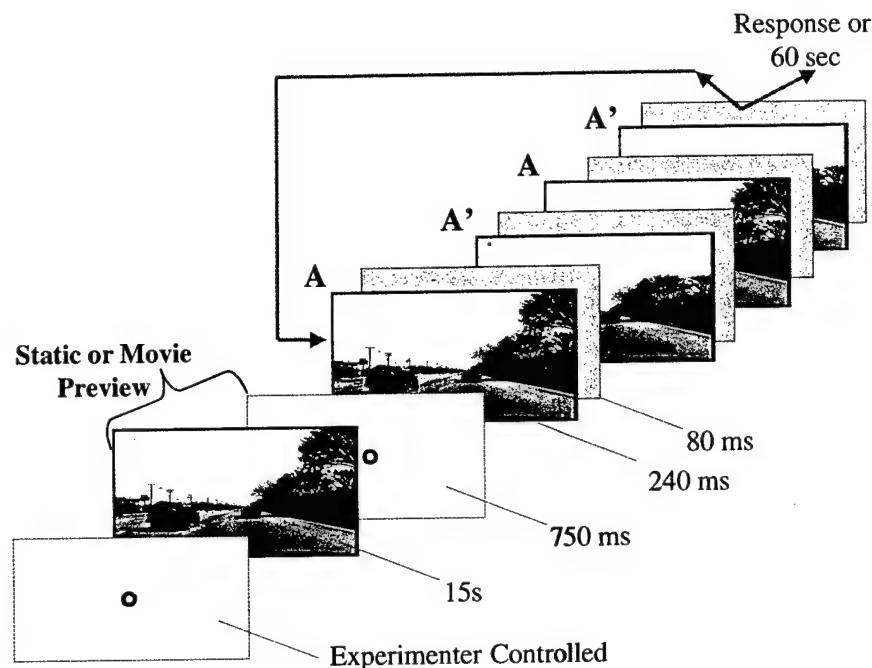 Response or
60 sec
A’
A
A’
A
Static or Movie
Preview
80 ms
240 ms
750 ms
15s
Experimenter Controlled